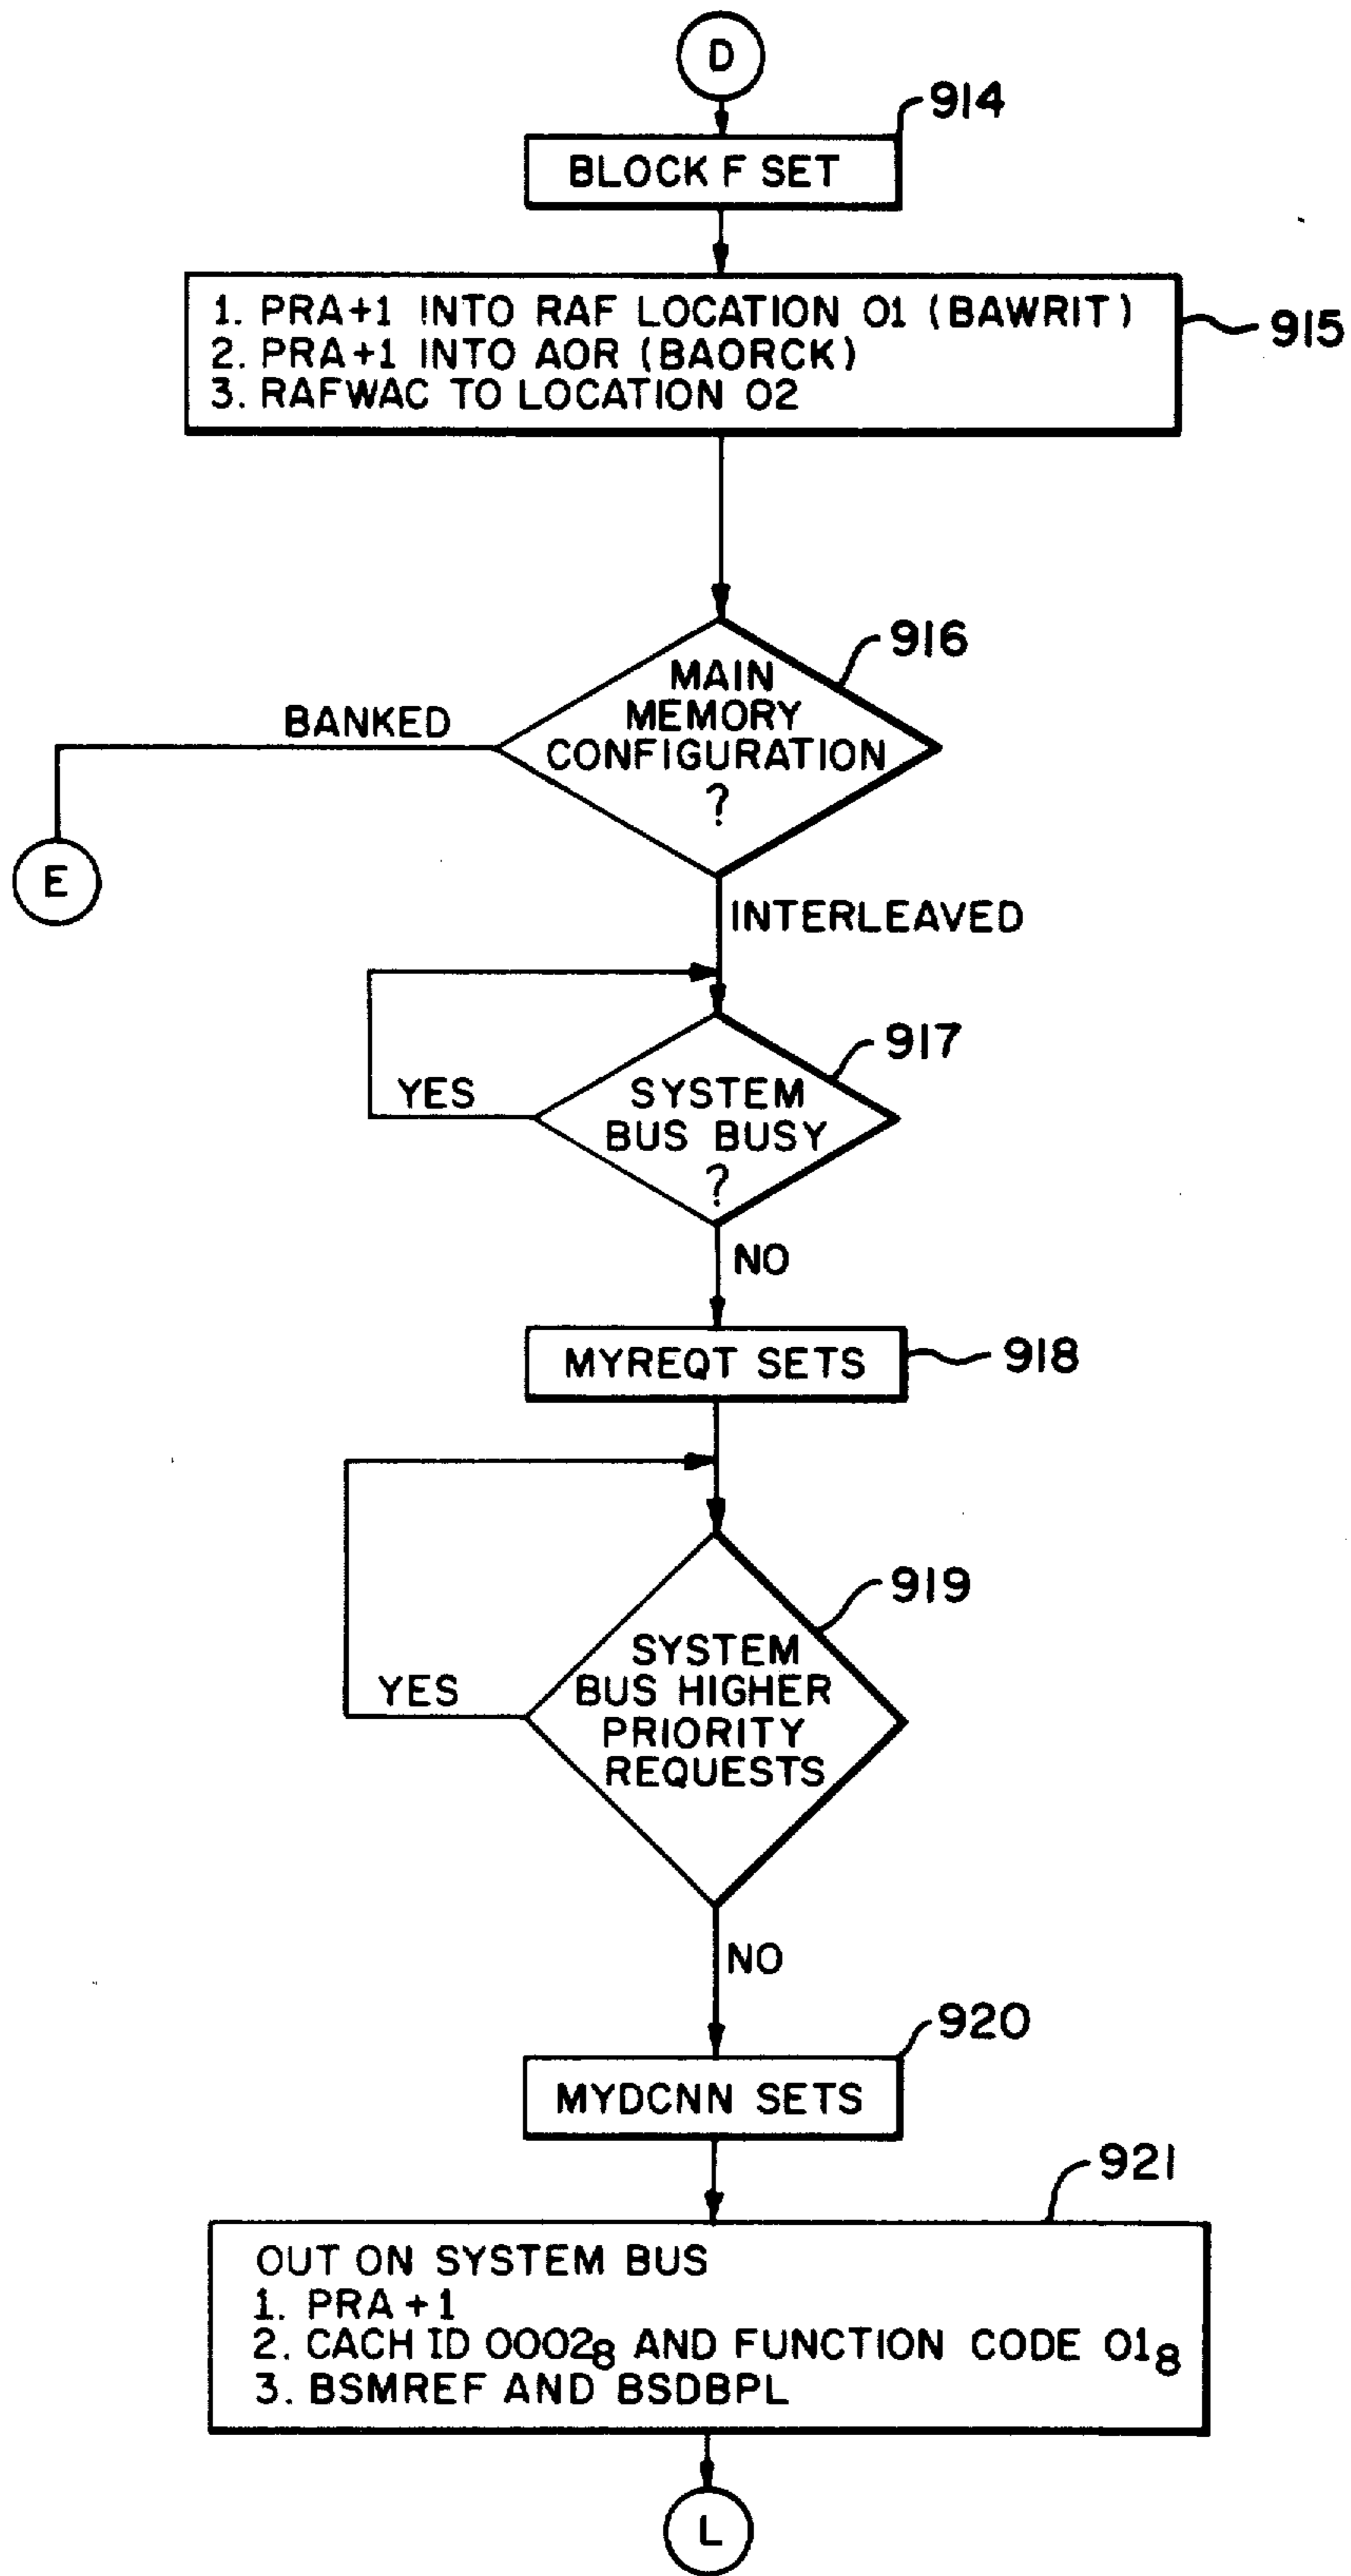 D
914
BLOCK F SET
1. PRA+1 INTO RAF LOCATION 01 (BAWRIT)
2. PRA+1 INTO AOR (BAORCK)
3. RAFWAC TO LOCATION 02
915
916
MAIN
MEMORY
CONFIGURATION
?
BANKED
E
INTERLEAVED
917
SYSTEM
BUS BUSY
?
YES
NO
MYREQT SETS
918
919
SYSTEM
BUS HIGHER
PRIORITY
REQUESTS
YES
NO
920
MYDCNN SETS
921
OUT ON SYSTEM BUS
1. PRA+1
2. CACH ID 0002₈ AND FUNCTION CODE 01₈
3. BSMREF AND BSDBPL
L